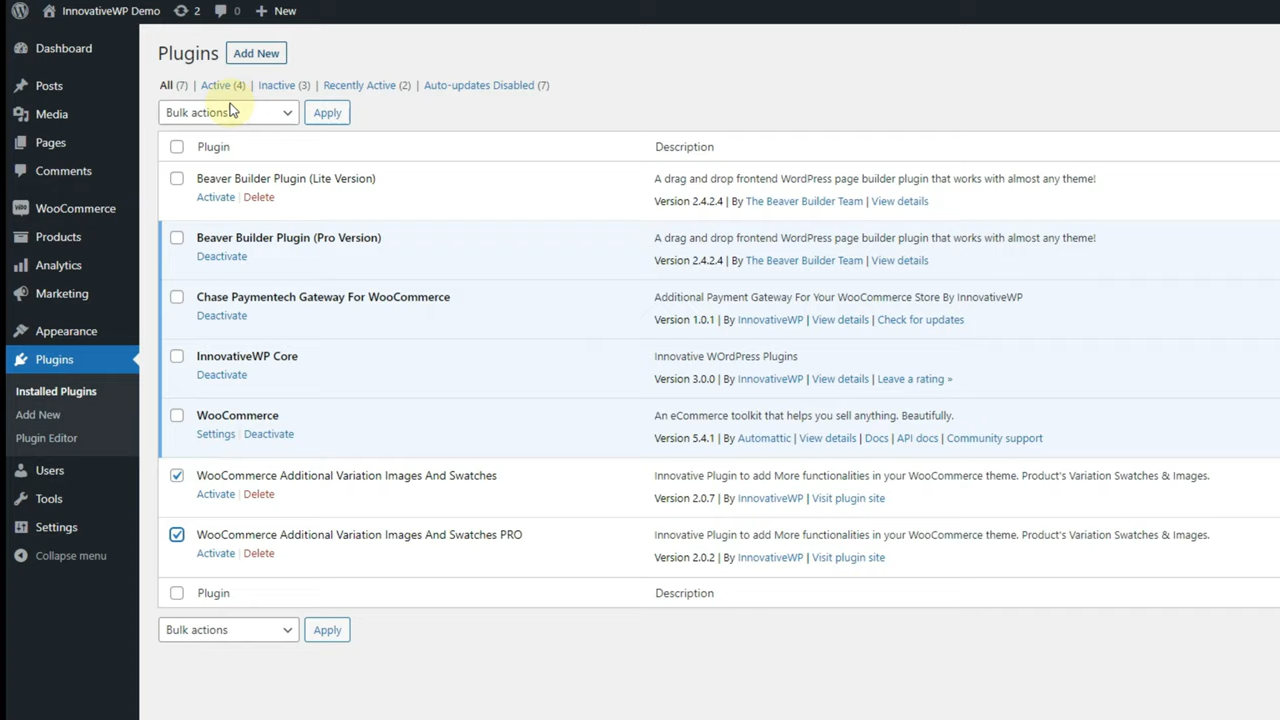 InnovativeWP Demo 2 0 New
Dashboard
Posts
Media
Pages
Comments
WooCommerce
Products
Analytics
Marketing
Appearance
Plugins
Installed Plugins
Add New
Plugin Editor
Users
Tools
Settings
Collapse menu
Plugins Add New
All (7) | Active (4) | Inactive (3) | Recently Active (2) | Auto-updates Disabled (7)
Bulk actions Apply
Plugin Description
Beaver Builder Plugin (Lite Version) A drag and drop frontend WordPress page builder plugin that works with almost any theme!
Activate | Delete Version 2.4.2.4 | By The Beaver Builder Team | View details
Beaver Builder Plugin (Pro Version) A drag and drop frontend WordPress page builder plugin that works with almost any theme!
Deactivate Version 2.4.2.4 | By The Beaver Builder Team | View details
Chase Paymentech Gateway For WooCommerce Additional Payment Gateway For Your WooCommerce Store By InnovativeWP
Deactivate Version 1.0.1 | By InnovativeWP | View details | Check for updates
InnovativeWP Core Innovative WOrdPress Plugins
Deactivate Version 3.0.0 | By InnovativeWP | View details | Leave a rating »
WooCommerce An eCommerce toolkit that helps you sell anything. Beautifully.
Settings | Deactivate Version 5.4.1 | By Automattic | View details | Docs | API docs | Community support
WooCommerce Additional Variation Images And Swatches Innovative Plugin to add More functionalities in your WooCommerce theme. Product's Variation Swatches & Images.
Activate | Delete Version 2.0.7 | By InnovativeWP | Visit plugin site
WooCommerce Additional Variation Images And Swatches PRO Innovative Plugin to add More functionalities in your WooCommerce theme. Product's Variation Swatches & Images.
Activate | Delete Version 2.0.2 | By InnovativeWP | Visit plugin site
Plugin Description
Bulk actions Apply